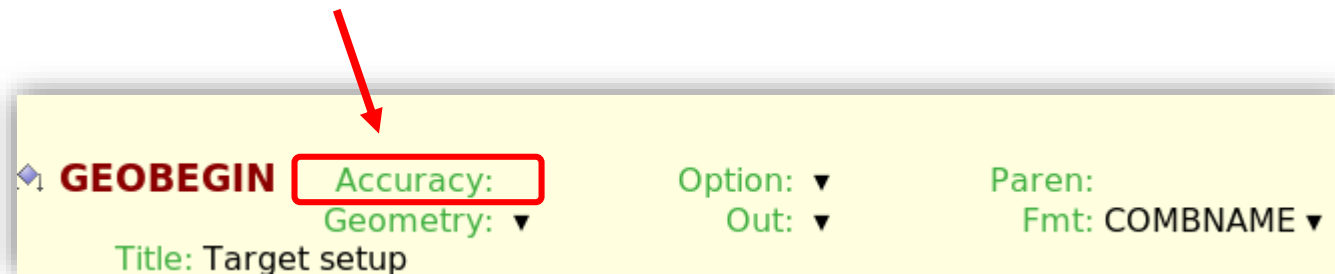 GEOBEGIN Accuracy: Option: ▼ Paren:
Geometry: ▼ Out: ▼ Fmt: COMBNAME ▼
Title: Target setup